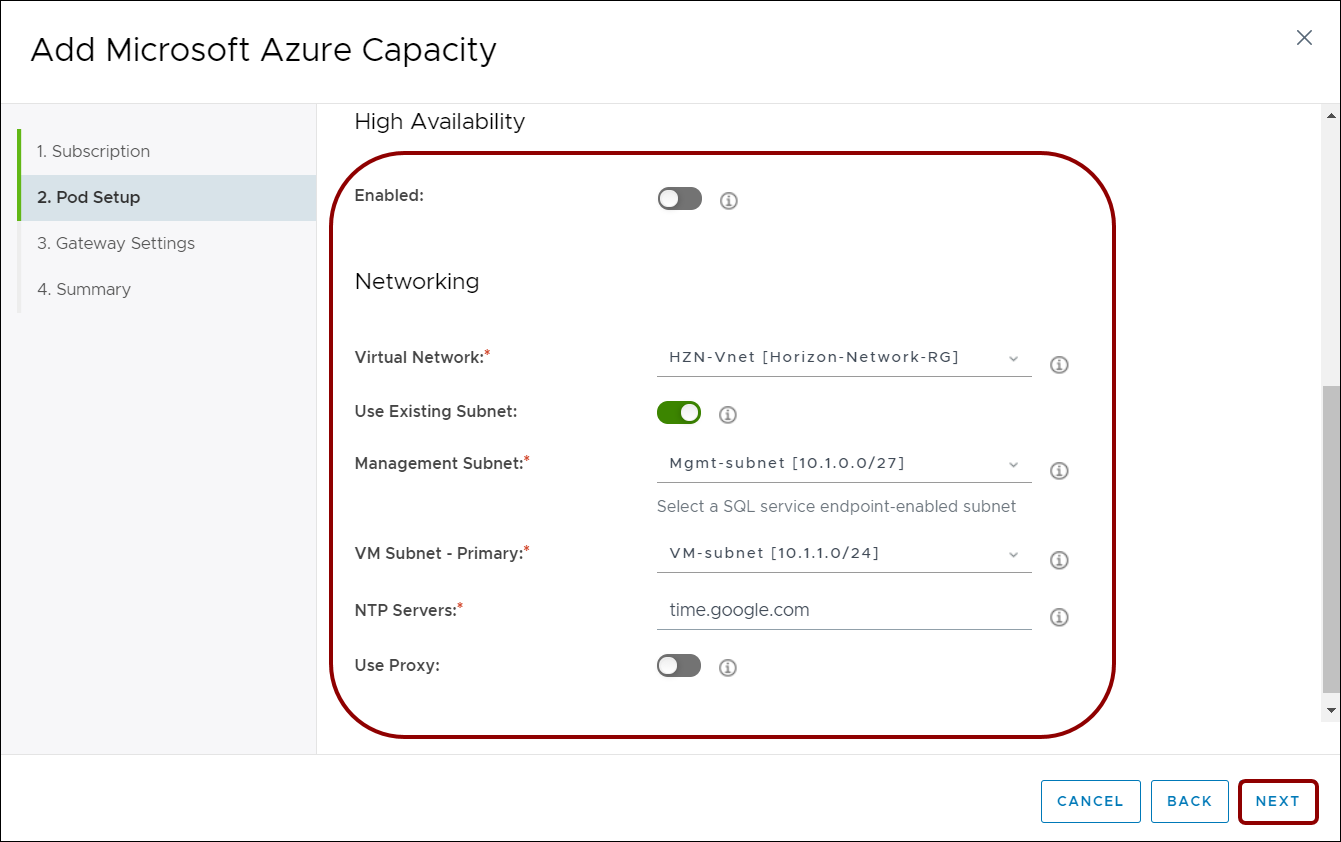 Add Microsoft Azure Capacity
1. Subscription
2. Pod Setup
3. Gateway Settings
4. Summary
High Availability
Enabled:
Networking
Virtual Network:* HZN-Vnet [Horizon-Network-RG]
Use Existing Subnet:
Management Subnet:* Mgmt-subnet [10.1.0.0/27]
Select a SQL service endpoint-enabled subnet
VM Subnet - Primary:* VM-subnet [10.1.1.0/24]
NTP Servers:* time.google.com
Use Proxy:
CANCEL BACK NEXT